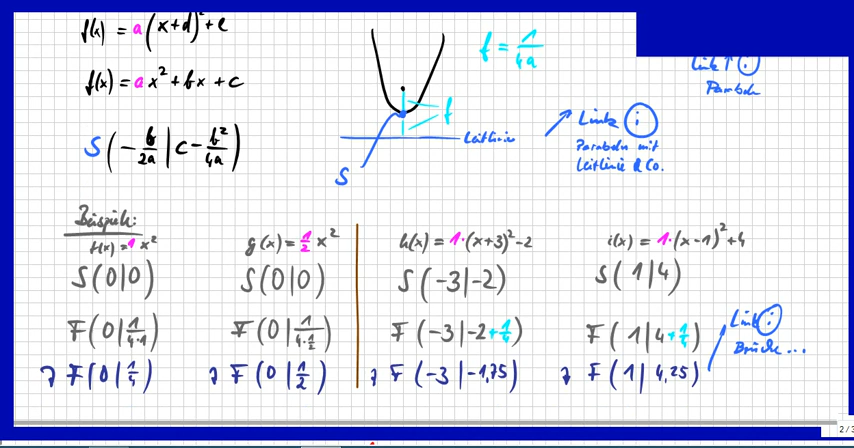 f(x) = a(x+d)² + e
f = 1/4a
f(x) = ax² + bx + c
Link ↑ i
Parabeln
f
S(-b/2a | c - b²/4a)
Leitlinie
S
Link i
Parabeln mit
Leitlinie & Co.
Beispiele:
f(x) = 1x²
g(x) = 1/2 x²
h(x) = 1·(x+3)² - 2
i(x) = 1·(x-1)² + 4
S(0|0)
S(0|0)
S(-3|-2)
S(1|4)
F(0|1/4·1)
F(0|1/4·1/2)
F(-3|-2+1/4)
F(1|4+1/4)
Link i
Brücke...
F(0|1/4)
F(0|1/2)
F(-3|-1,75)
F(1|4,25)
2/3